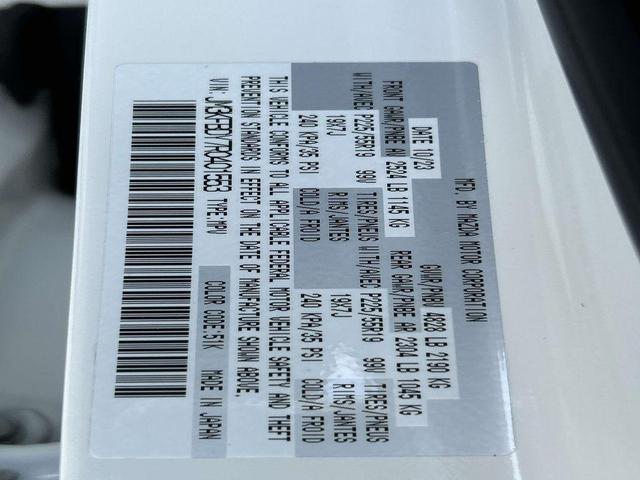 MFD. BY MAZDA MOTOR CORPORATION
DATE 10/23 GVWR/PNBV 4828 LB 2190 KG
FRONT GAWR/PNBE AV 2524 LB 1145 KG REAR GAWR/PNBE AR 2304 LB 1045 KG
WITH/AVEC P225/55R19 99V TIRES/PNEUS WITH/AVEC P225/55R19 99V TIRES/PNEUS
19X7J RIMS/JANTES 19X7J RIMS/JANTES
240 KPA/35 PSI COLD/A FROID 240 KPA/35 PSI COLD/A FROID
THIS VEHICLE CONFORMS TO ALL APPLICABLE FEDERAL MOTOR VEHICLE SAFETY AND THEFT
PREVENTION STANDARDS IN EFFECT ON THE DATE OF MANUFACTURE SHOWN ABOVE.
VIN: TYPE:MPV COLOR CODE:51K MADE IN JAPAN